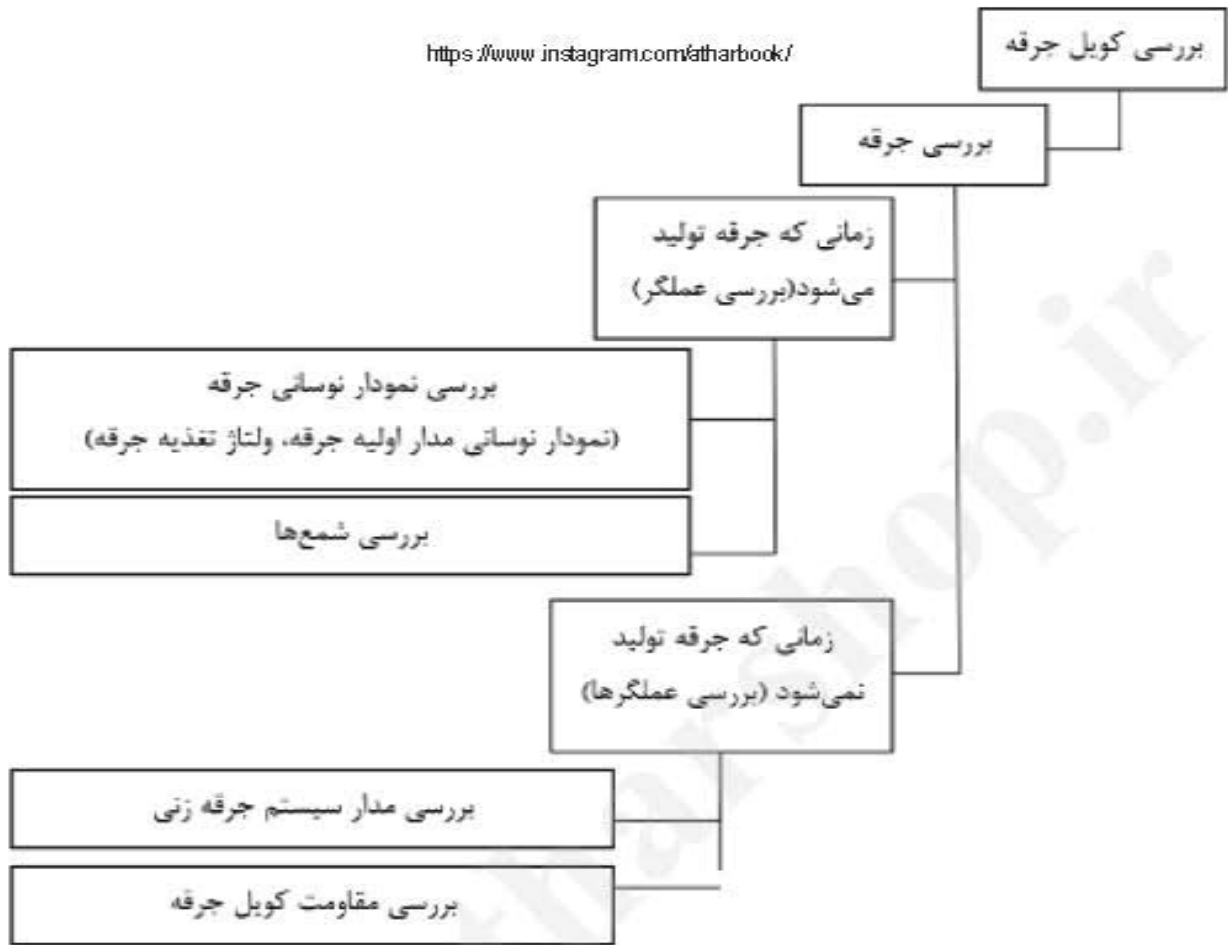 بررسی کویل جرقه
https://www.instagram.com/atharbook/
بررسی جرقه
زمانی که جرقه تولید
می‌شود(بررسی عملگر)
بررسی نمودار نوسانی جرقه
(نمودار نوسانی مدار اولیه جرقه، ولتاژ تغذیه جرقه)
بررسی شمع‌ها
زمانی که جرقه تولید
نمی‌شود (بررسی عملگرها)
بررسی مدار سیستم جرقه زنی
بررسی مقاومت کویل جرقه
atharshop.ir